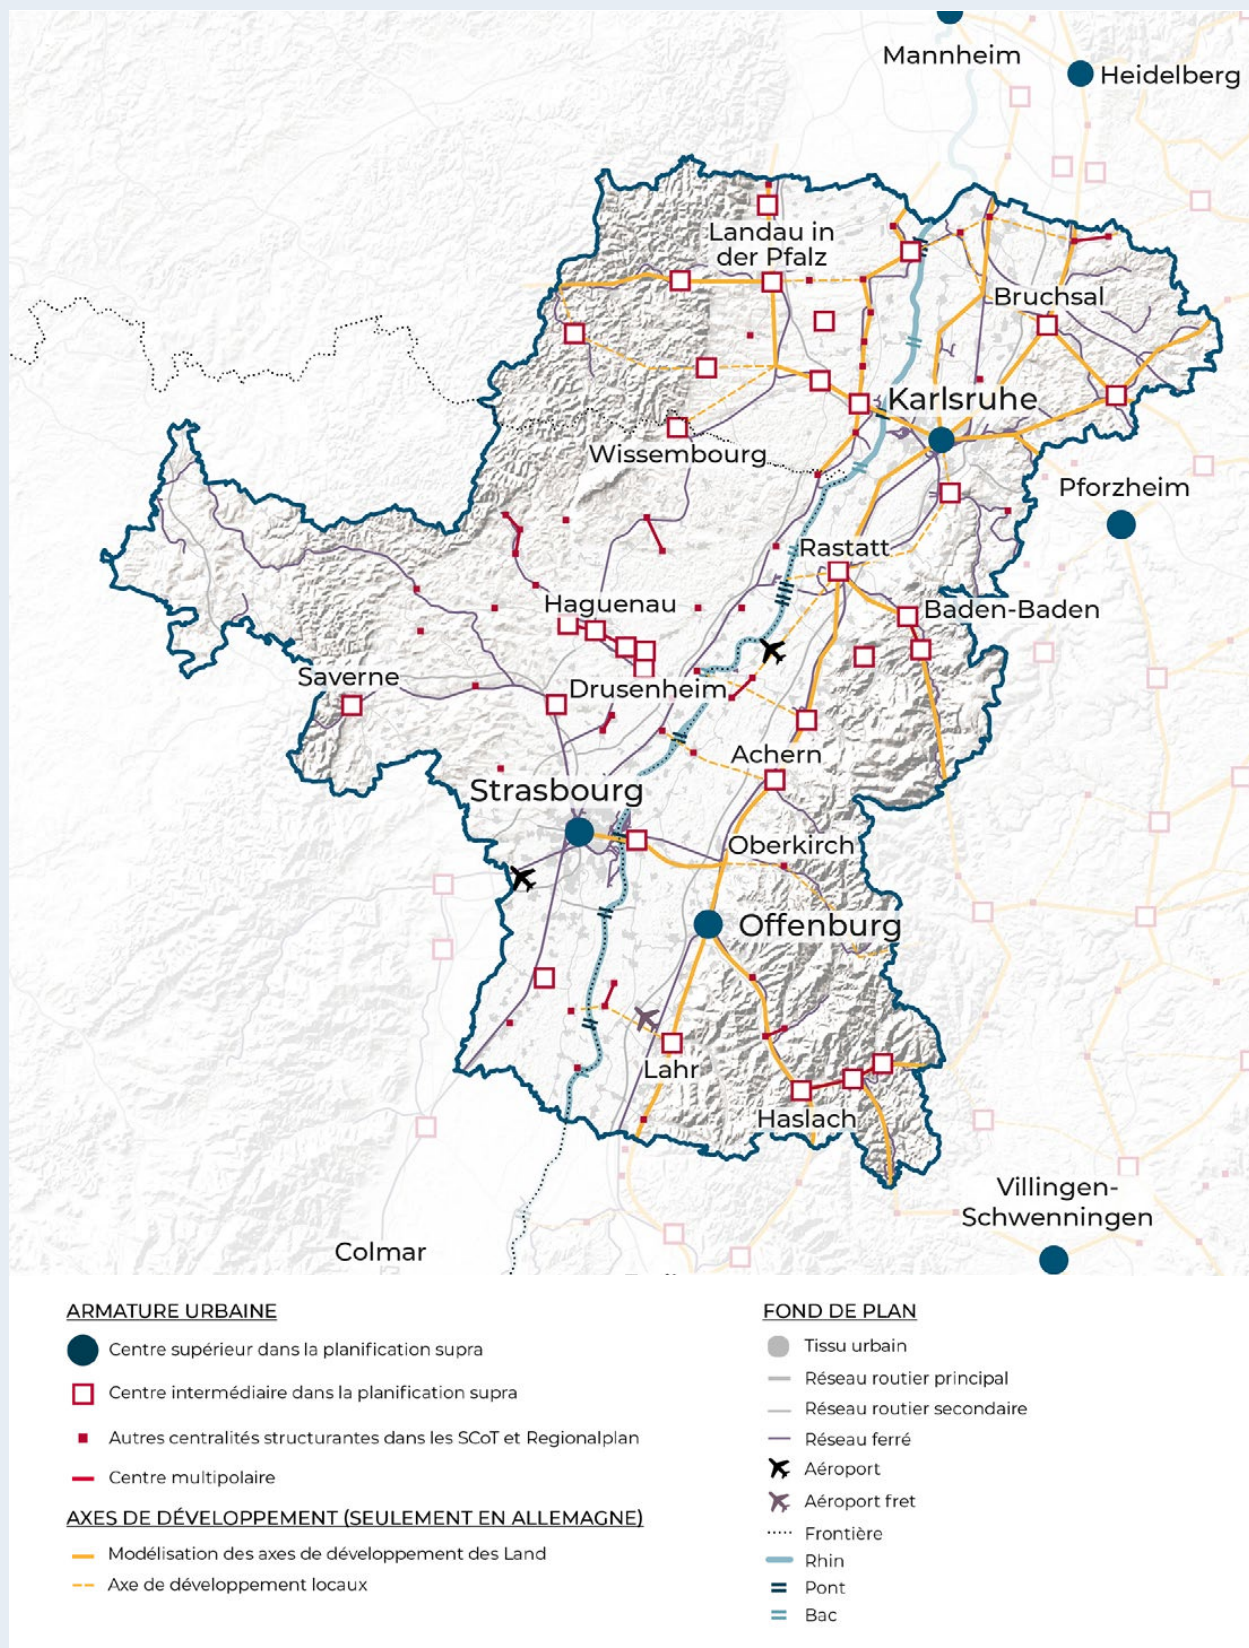 Mannheim
Heidelberg
Landau in
der Pfalz
Bruchsal
Karlsruhe
Wissembourg
Pforzheim
Rastatt
Haguenau
Baden-Baden
Saverne
Drusenheim
Achern
Strasbourg
Oberkirch
Offenburg
Lahr
Haslach
Villingen-
Schwenningen
Colmar
ARMATURE URBAINE
Centre supérieur dans la planification supra
Centre intermédiaire dans la planification supra
Autres centralités structurantes dans les SCoT et Regionalplan
Centre multipolaire
AXES DE DÉVELOPPEMENT (SEULEMENT EN ALLEMAGNE)
Modélisation des axes de développement des Land
Axe de développement locaux
FOND DE PLAN
Tissu urbain
Réseau routier principal
Réseau routier secondaire
Réseau ferré
Aéroport
Aéroport fret
Frontière
Rhin
Pont
Bac